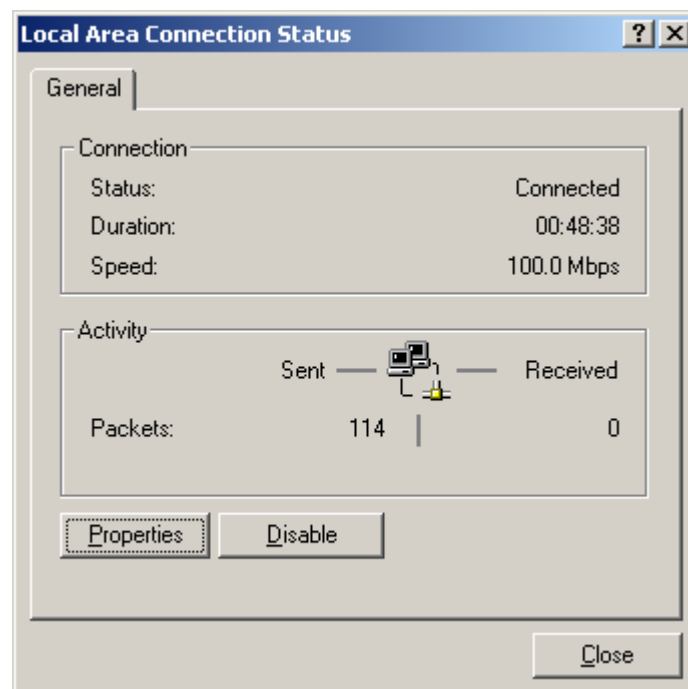 Local Area Connection Status
General
Connection
Status: Connected
Duration: 00:48:38
Speed: 100.0 Mbps
Activity
Sent Received
Packets: 114 0
Properties Disable
Close